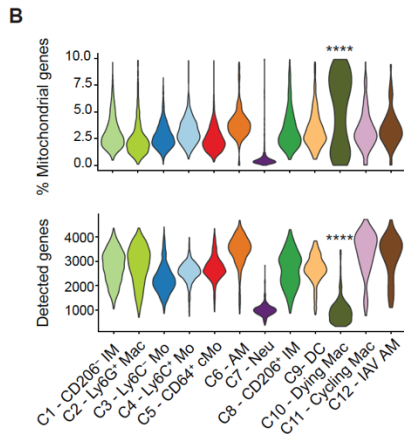 B
% Mitochondrial genes
10.0
7.5
5.0
2.5
0.0
****
Detected genes
4000
3000
2000
1000
****
C1 - CD206⁻ IM
C2 - Ly6G⁺ Mac
C3 - Ly6C⁻ Mo
C4 - Ly6C⁺ Mo
C5 - CD64⁺ cMo
C6 - AM
C7 - Neu
C8 - CD206⁺ IM
C9- DC
C10 - Dying Mac
C11 - Cycling Mac
C12 - IAV AM